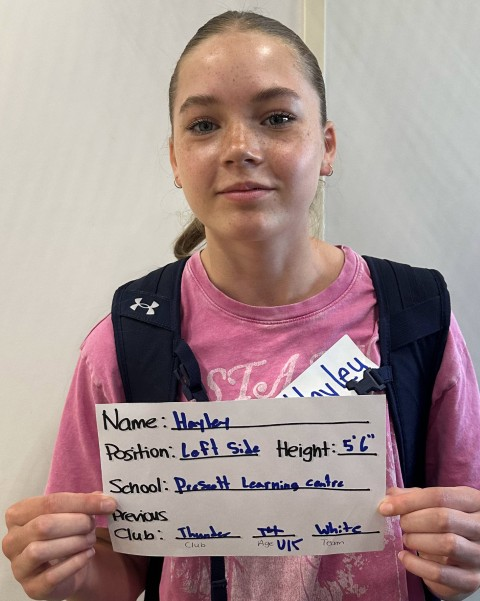 STA
Hayley
Name: Hayley
Position: Left Side Height: 5'6"
School: Prescott Learning centre
Previous
Club: Thunder White
Club Age U15 Team